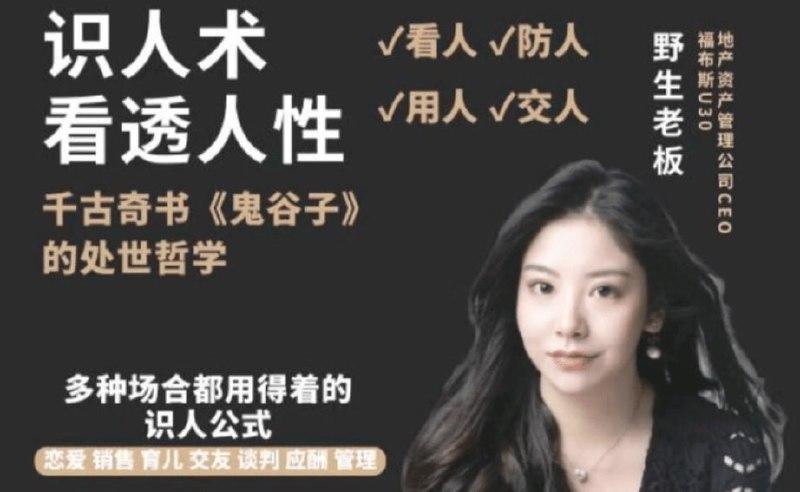 识人术
看透人性
千古奇书《鬼谷子》
的处世哲学
√看人 √防人
√用人 √交人
野生老板
地产资产管理公司CEO
福布斯U30
多种场合都用得着的
识人公式
恋爱 销售 育儿 交友 谈判 应酬 管理